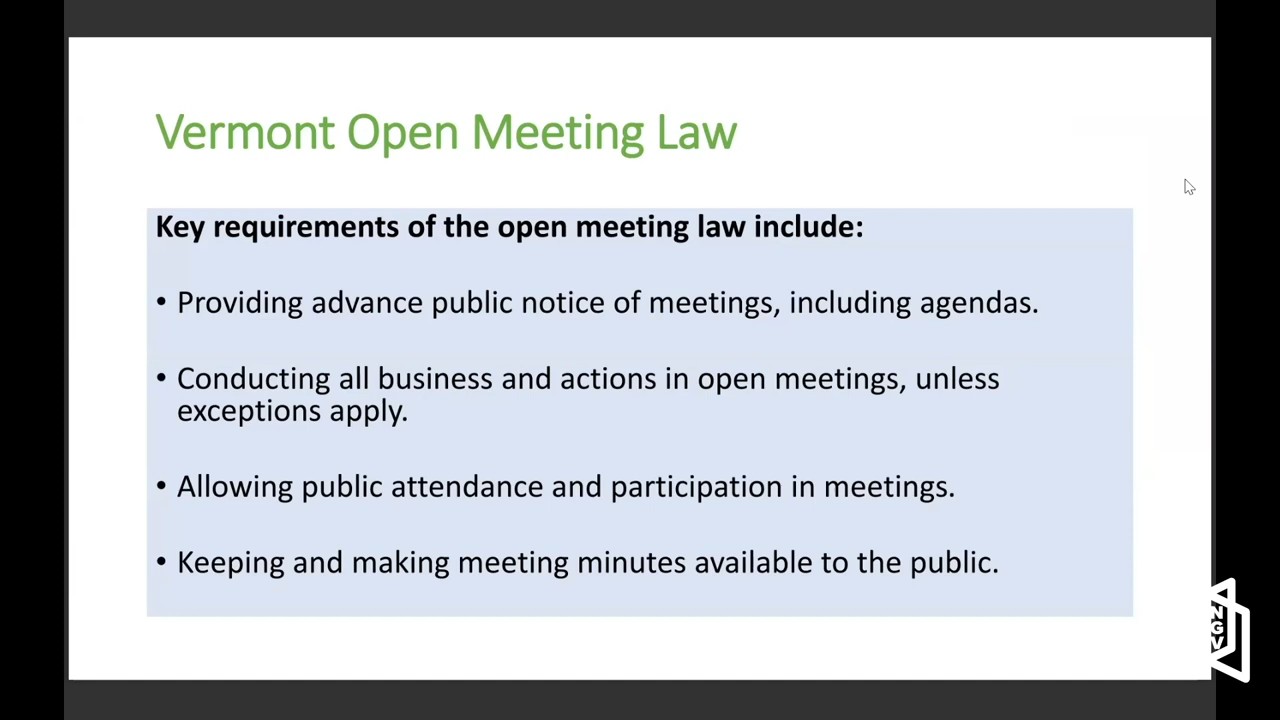 Vermont Open Meeting Law
Key requirements of the open meeting law include:
• Providing advance public notice of meetings, including agendas.
• Conducting all business and actions in open meetings, unless
exceptions apply.
• Allowing public attendance and participation in meetings.
• Keeping and making meeting minutes available to the public.
NGV